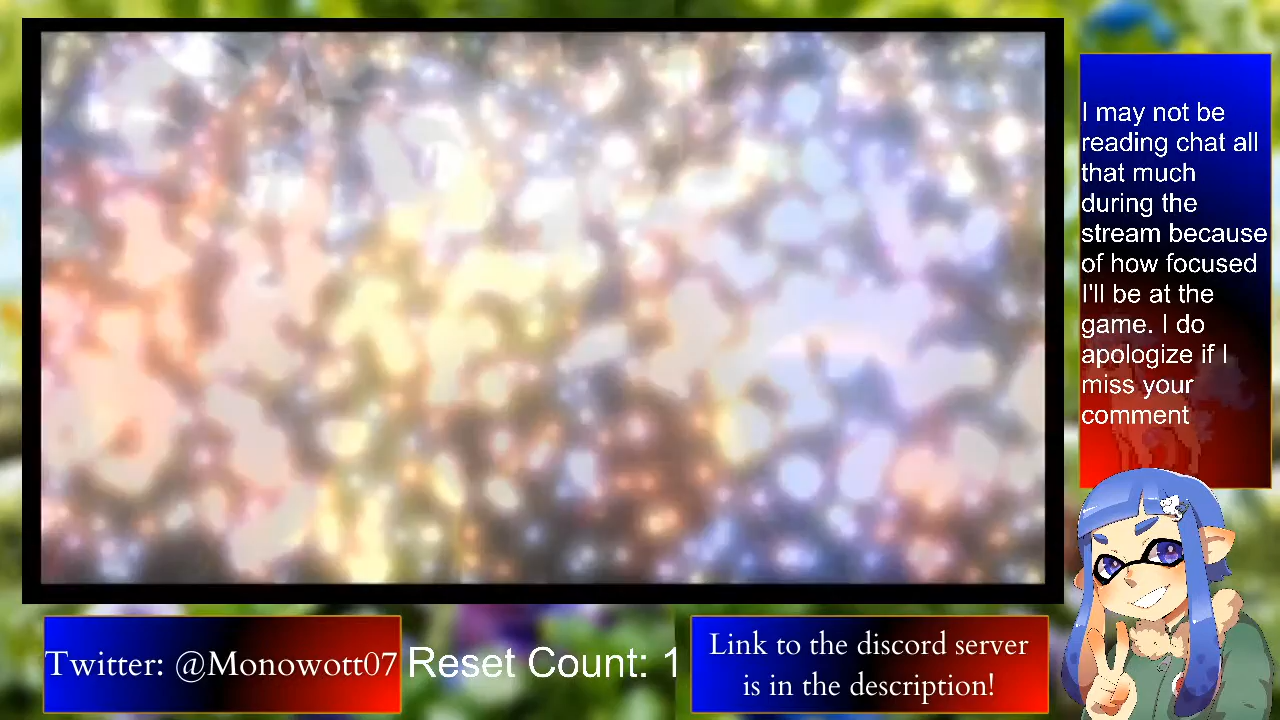 I may not be
reading chat all
that much
during the
stream because
of how focused
I'll be at the
game. I do
apologize if I
miss your
comment
Twitter: @Monowott07
Reset Count: 1
Link to the discord server
is in the description!